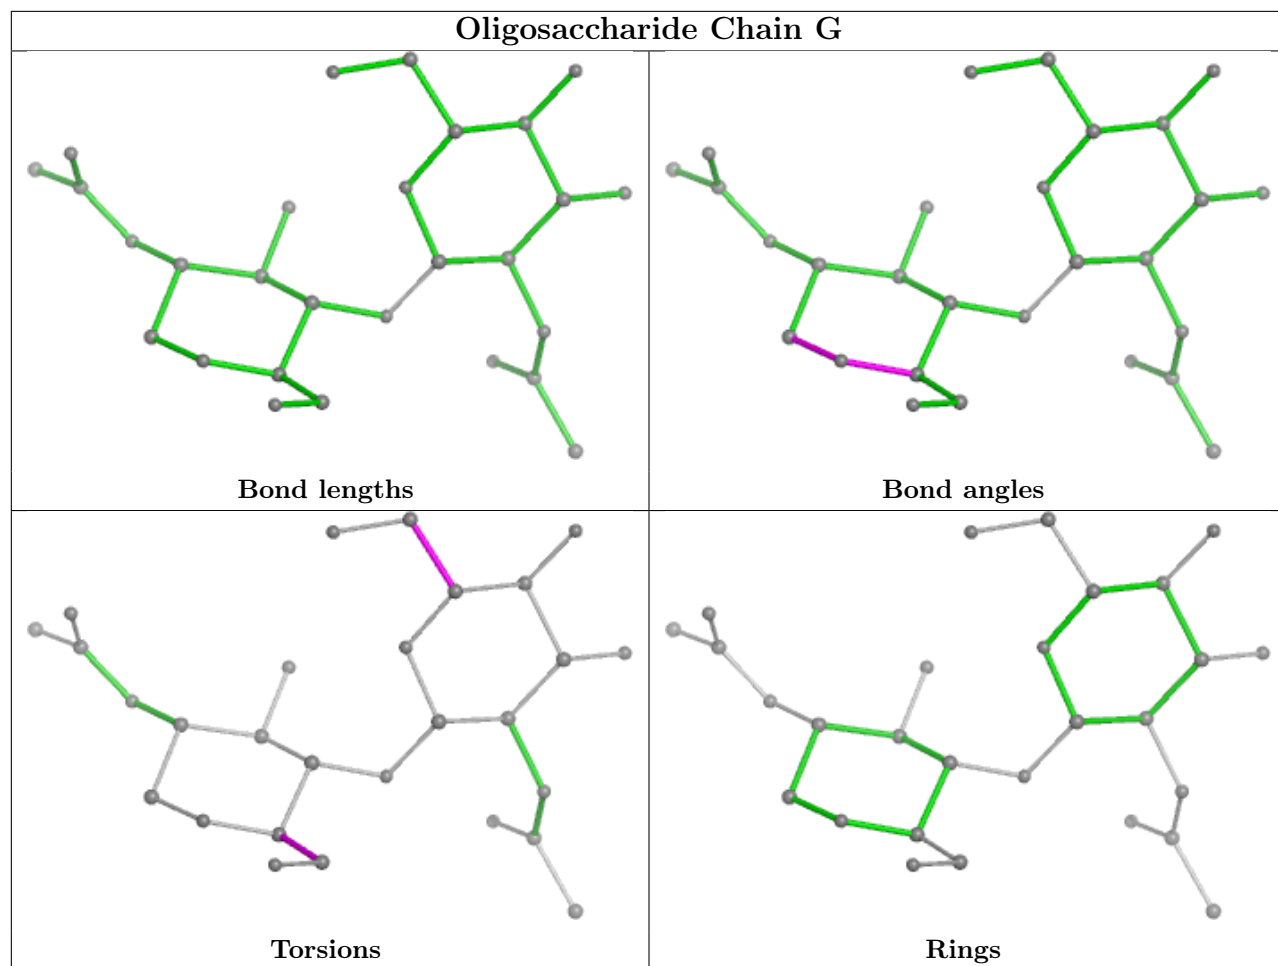 Oligosaccharide Chain G
Bond lengths
Bond angles
Torsions
Rings